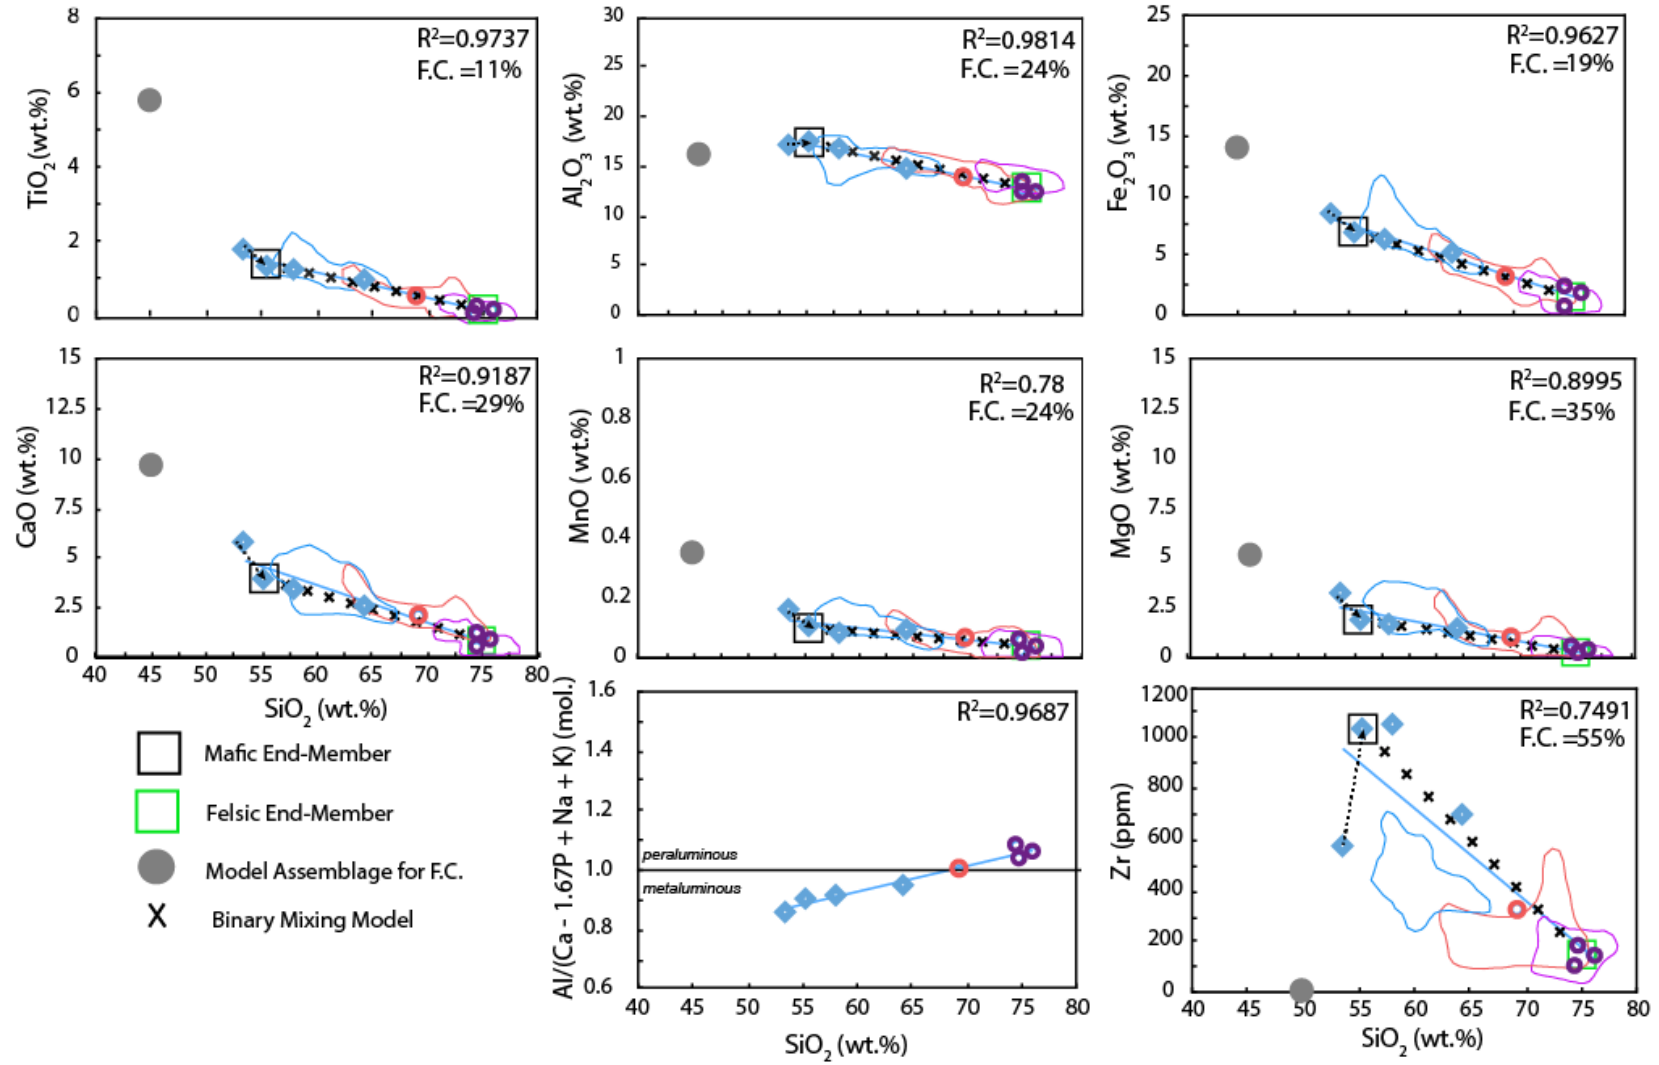 8
6
4
2
0
TiO2 (wt.%)
R2=0.9737
F.C. =11%
30
25
20
15
10
5
0
Al2O3 (wt.%)
R2=0.9814
F.C. =24%
25
20
15
10
5
0
Fe2O3 (wt.%)
R2=0.9627
F.C. =19%
15
12.5
10
7.5
5
2.5
0
CaO (wt.%)
R2=0.9187
F.C. =29%
40 45 50 55 60 65 70 75 80
SiO2 (wt.%)
1
0.8
0.6
0.4
0.2
0
MnO (wt.%)
R2=0.78
F.C. =24%
15
12.5
10
7.5
5
2.5
0
MgO (wt.%)
R2=0.8995
F.C. =35%
Mafic End-Member
Felsic End-Member
Model Assemblage for F.C.
Binary Mixing Model
1.6
1.4
1.2
1.0
0.8
0.6
Al/(Ca - 1.67P + Na + K) (mol.)
R2=0.9687
peraluminous
metaluminous
45 50 55 60 65 70 75 80
SiO2 (wt.%)
1200
1000
800
600
400
200
0
Zr (ppm)
R2=0.7491
F.C. =55%
40 45 50 55 60 65 70 75 80
SiO2 (wt.%)